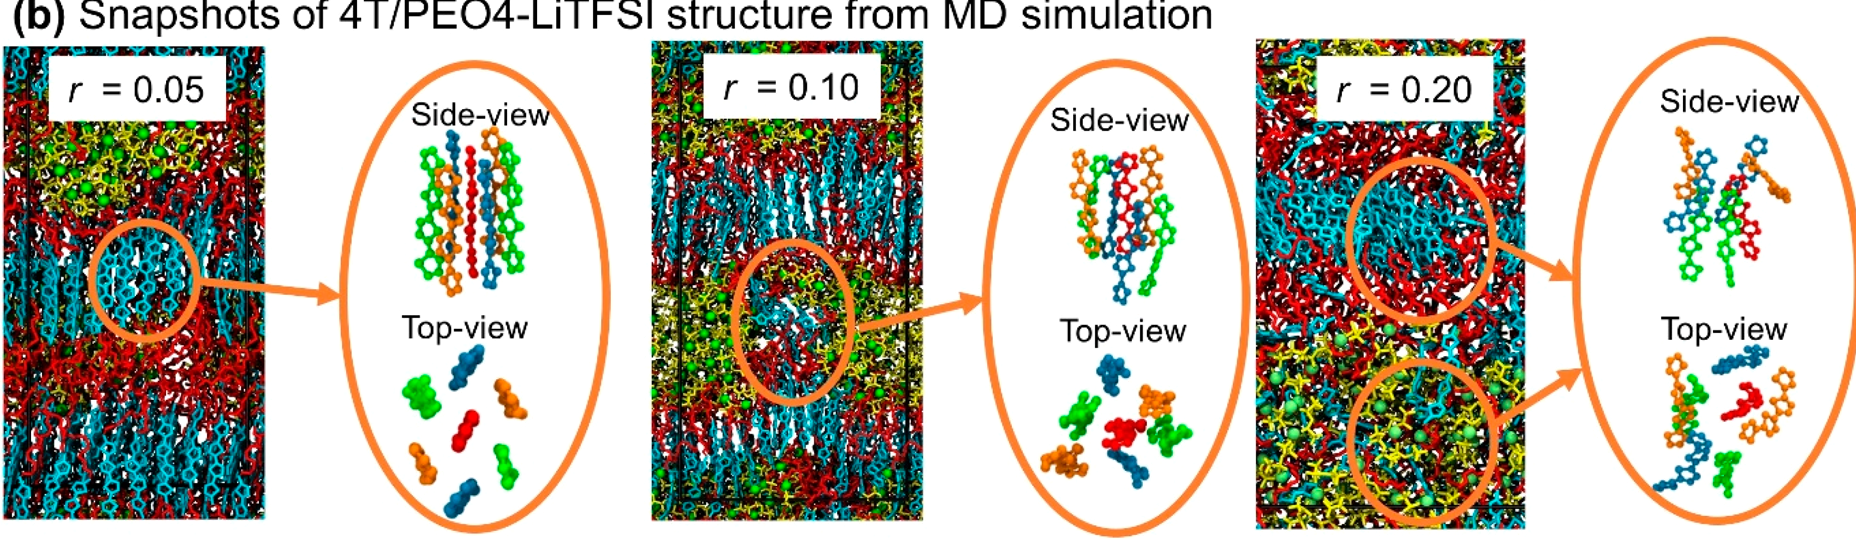 (b) Snapshots of 4T/PEO4-LiTFSI structure from MD simulation
r = 0.05
Side-view
Top-view
r = 0.10
Side-view
Top-view
r = 0.20
Side-view
Top-view